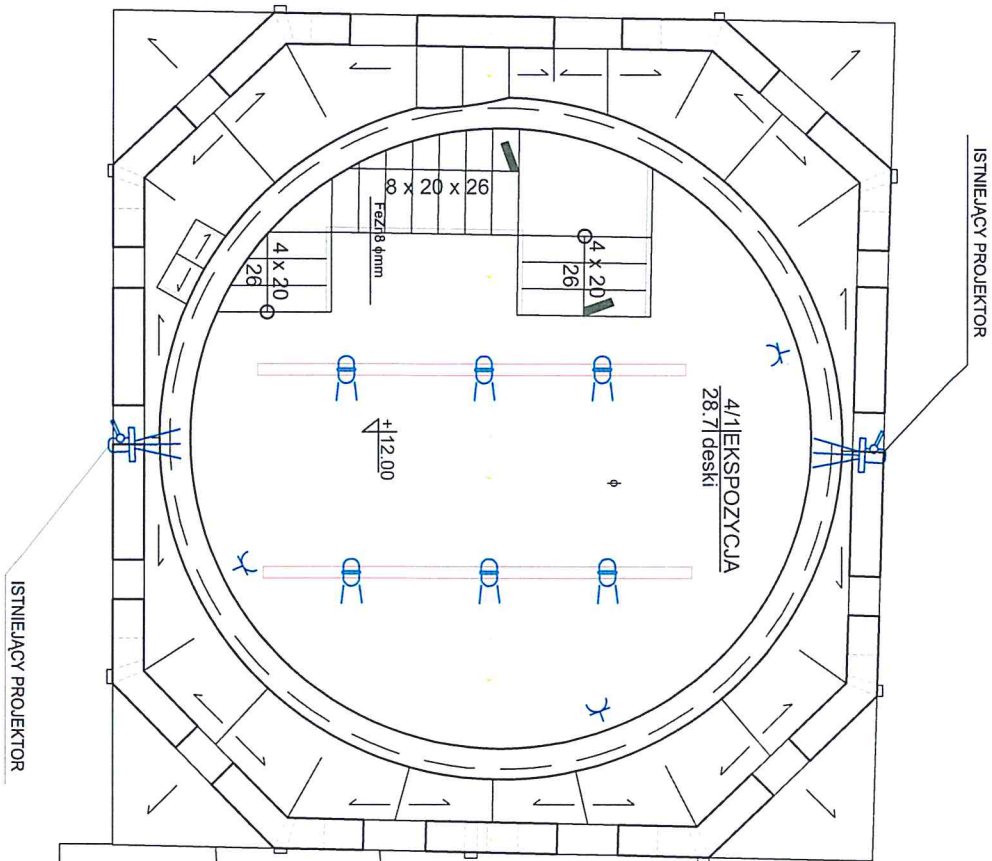 ISTNIEJĄCY PROJEKTOR
8 x 20 x 26
FeZn8 ϕmm
4 x 20
26
4 x 20
26
4/1 EKSPOZYCJA
28.7 deski
+12.00
ϕ
ISTNIEJĄCY PROJEKTOR